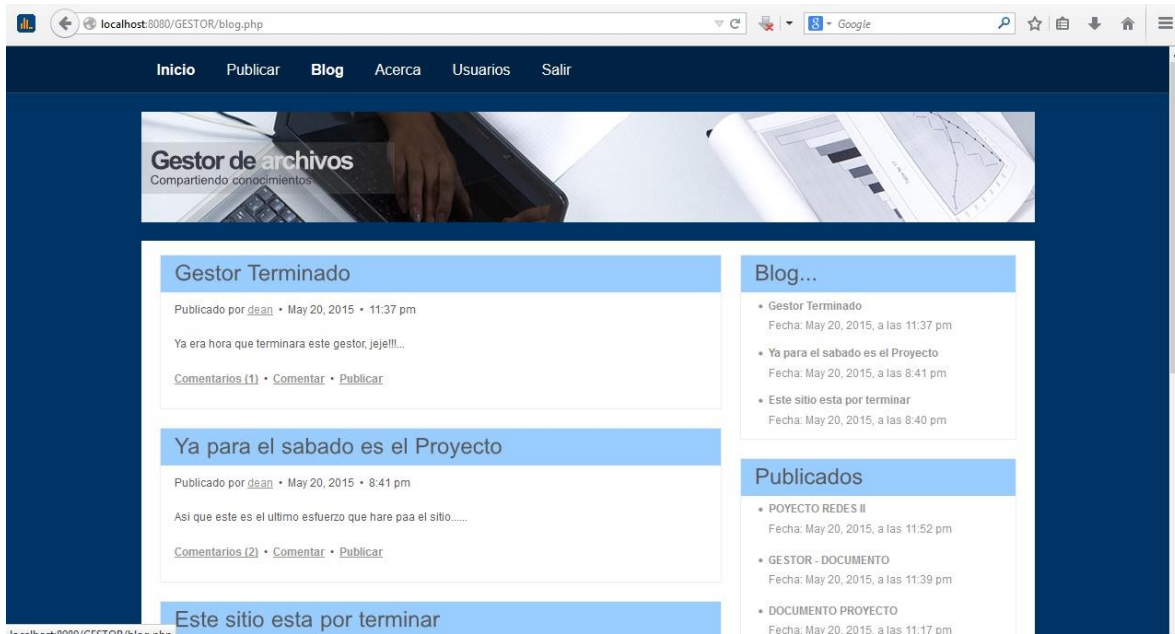 localhost:8080/GESTOR/blog.php
8 Google
Inicio Publicar Blog Acerca Usuarios Salir
Gestor de archivos
Compartiendo conocimientos
Gestor Terminado
Publicado por dean • May 20, 2015 • 11:37 pm
Ya era hora que terminara este gestor, jeje!!!...
Comentarios (1) • Comentar • Publicar
Ya para el sabado es el Proyecto
Publicado por dean • May 20, 2015 • 8:41 pm
Asi que este es el ultimo esfuerzo que hare paa el sitio......
Comentarios (2) • Comentar • Publicar
Este sitio esta por terminar
Blog...
• Gestor Terminado
Fecha: May 20, 2015, a las 11:37 pm
• Ya para el sabado es el Proyecto
Fecha: May 20, 2015, a las 8:41 pm
• Este sitio esta por terminar
Fecha: May 20, 2015, a las 8:40 pm
Publicados
• POYECTO REDES II
Fecha: May 20, 2015, a las 11:52 pm
• GESTOR - DOCUMENTO
Fecha: May 20, 2015, a las 11:39 pm
• DOCUMENTO PROYECTO
Fecha: May 20, 2015, a las 11:17 pm
localhost:8080/GESTOR/blog.php